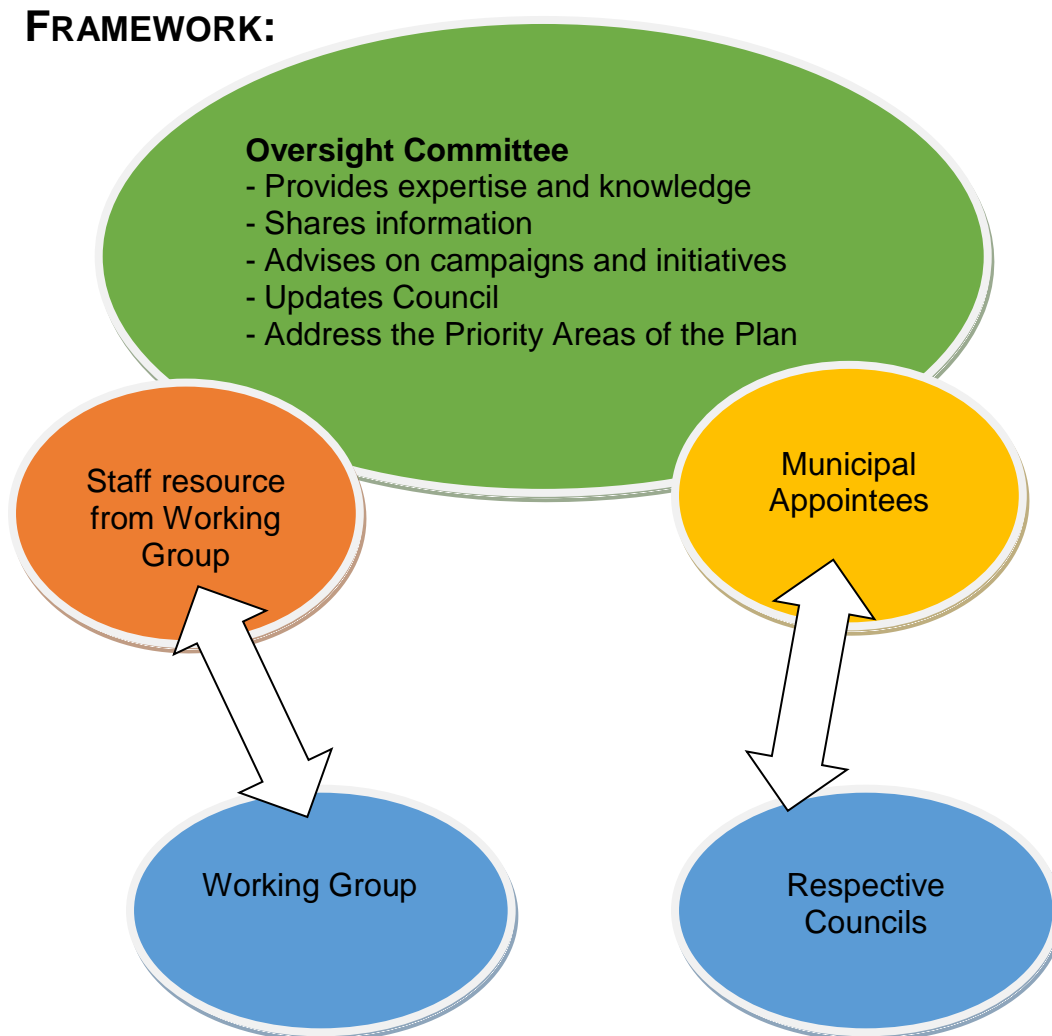 FRAMEWORK:
Oversight Committee
- Provides expertise and knowledge
- Shares information
- Advises on campaigns and initiatives
- Updates Council
- Address the Priority Areas of the Plan
Staff resource
from Working
Group
Municipal
Appointees
Working Group
Respective
Councils